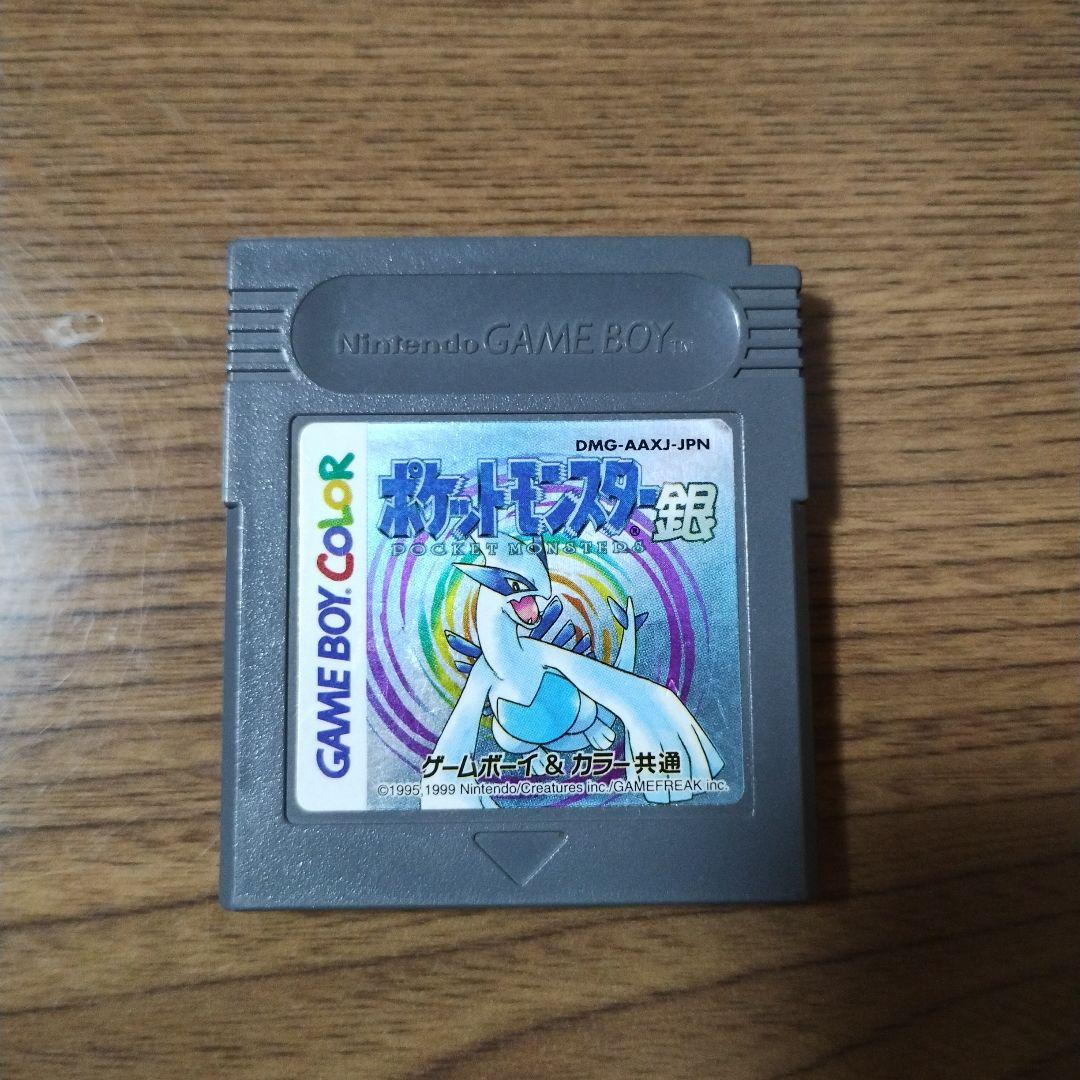 Nintendo GAME BOY TM
DMG-AAXJ-JPN
ポケットモンスター銀
®
POCKET MONSTERS
GAME BOY COLOR
ゲームボーイ & カラー共通
©1995,1999 Nintendo/Creatures inc./GAMEFREAK inc.